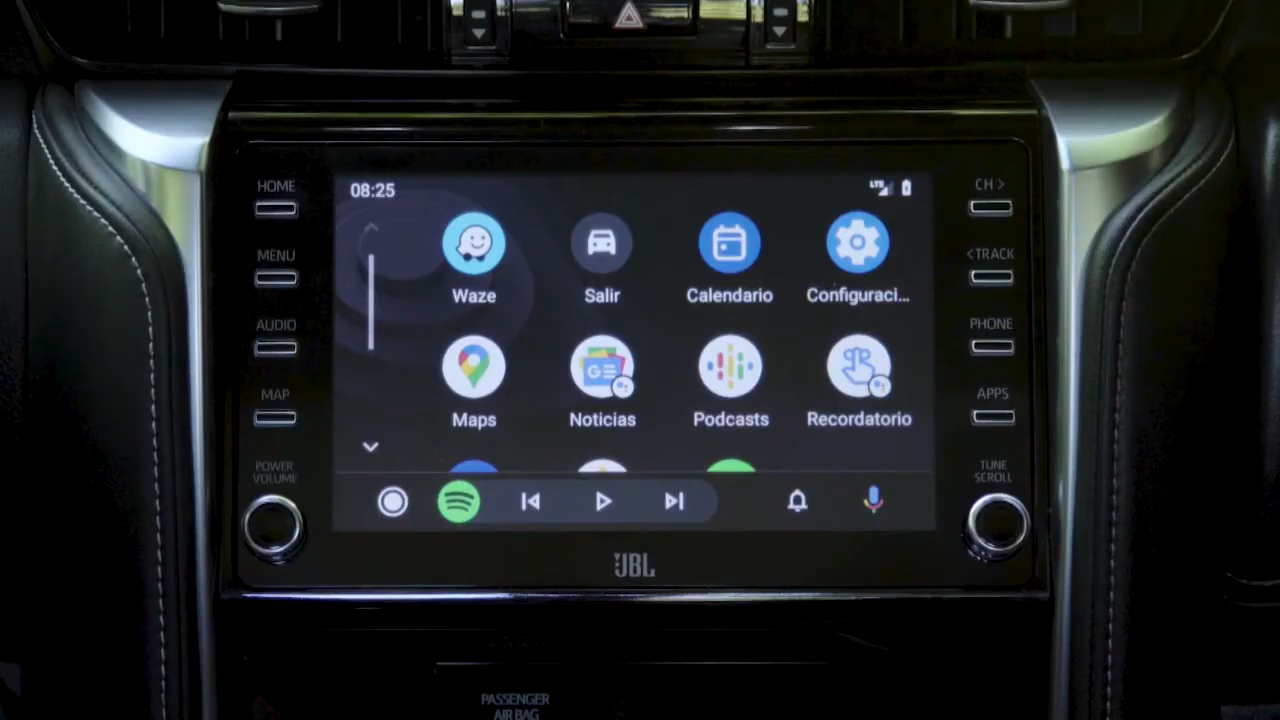 HOME
MENU
AUDIO
MAP
POWER
VOLUME
08:25
LTE
Waze
Salir
Calendario
Configuraci...
Maps
Noticias
Podcasts
Recordatorio
JBL
CH >
< TRACK
PHONE
APPS
TUNE
SCROLL
PASSENGER
AIR BAG